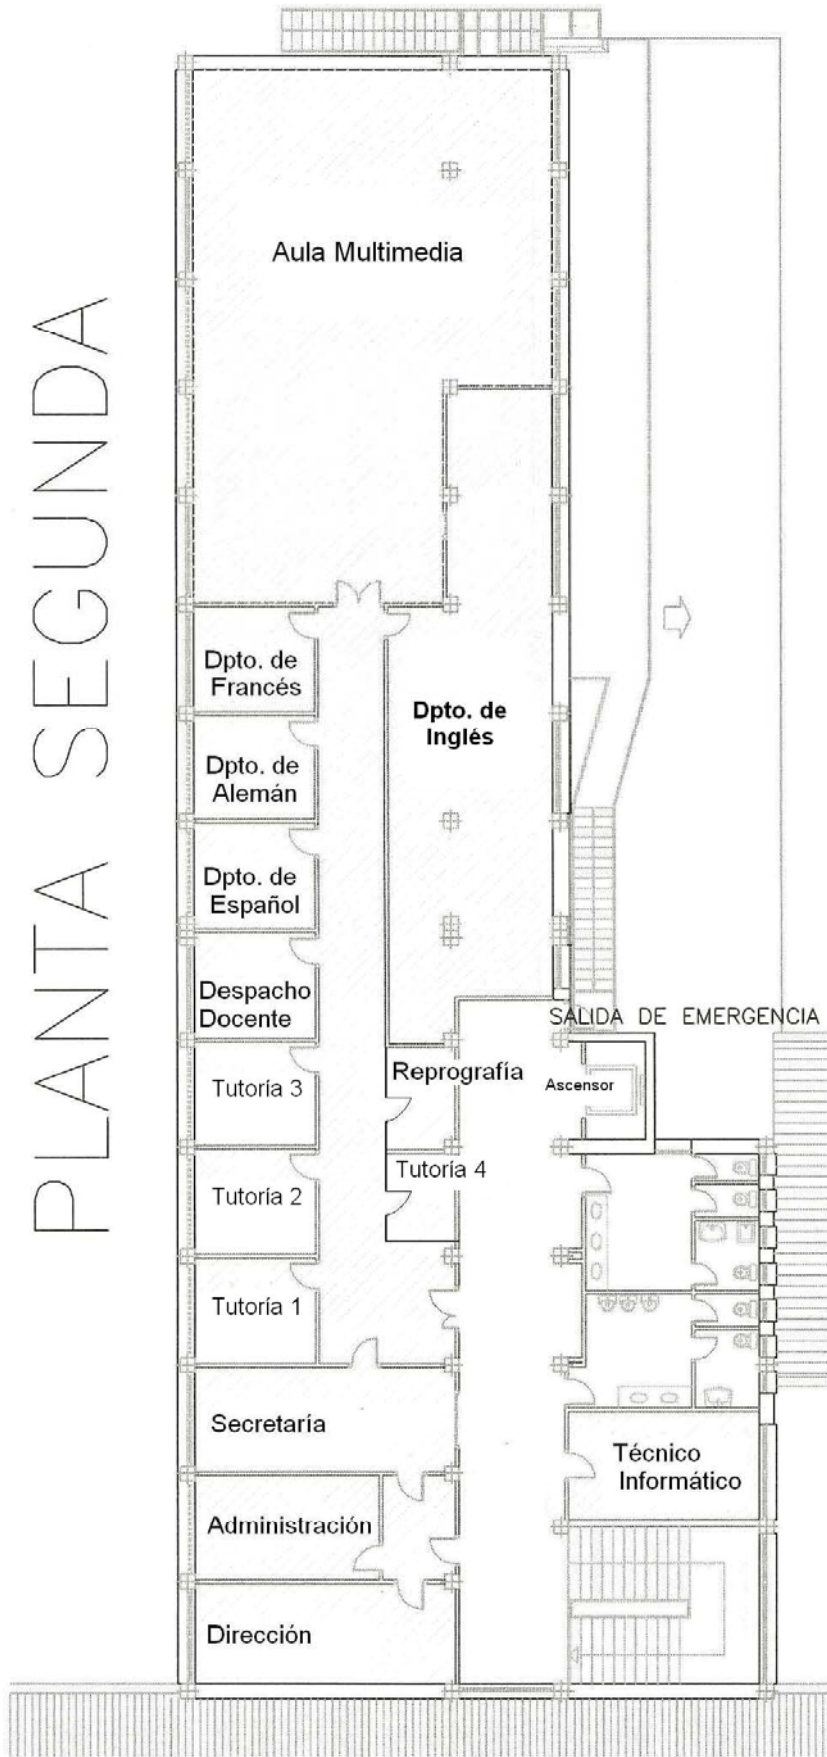 PLANTA SEGUNDA
Aula Multimedia
Dpto. de
Francés
Dpto. de
Inglés
Dpto. de
Alemán
Dpto. de
Español
Despacho
Docente
SALIDA DE EMERGENCIA
Reprografía
Ascensor
Tutoría 3
Tutoría 4
Tutoría 2
Tutoría 1
Secretaría
Técnico
Informático
Administración
Dirección